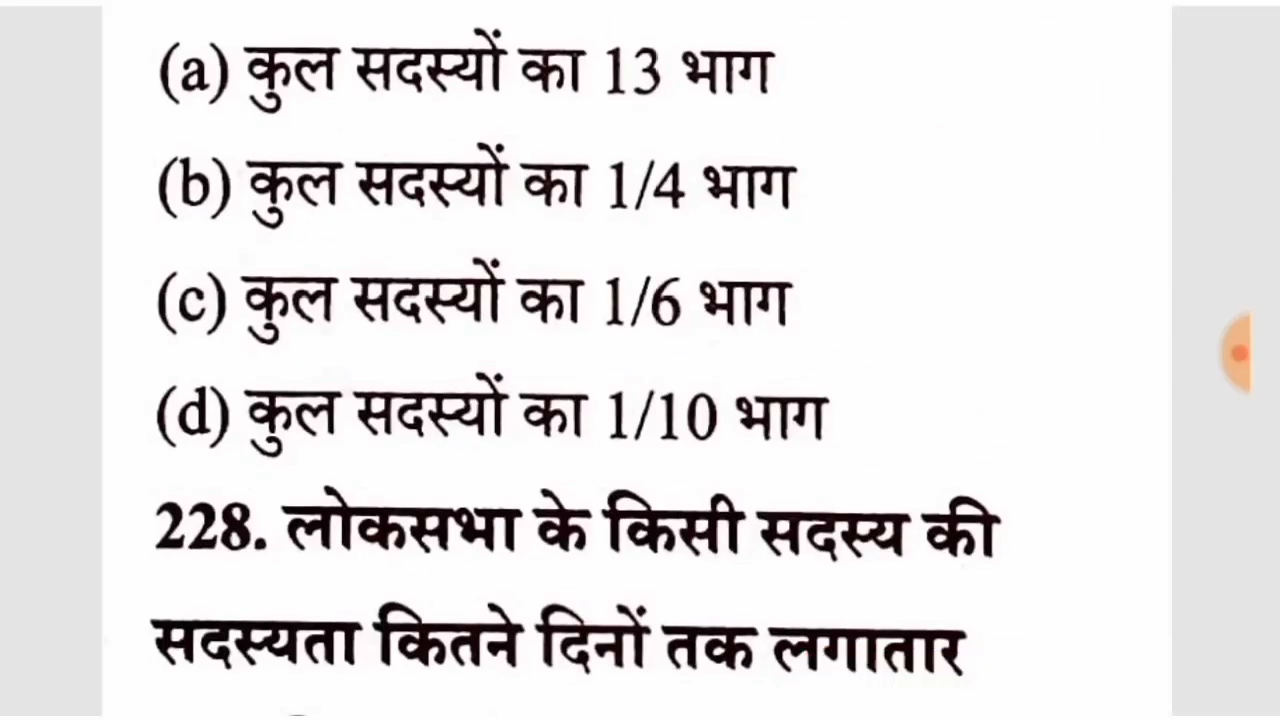 (a) कुल सदस्यों का 13 भाग
(b) कुल सदस्यों का 1/4 भाग
(c) कुल सदस्यों का 1/6 भाग
(d) कुल सदस्यों का 1/10 भाग
228. लोकसभा के किसी सदस्य की
सदस्यता कितने दिनों तक लगातार